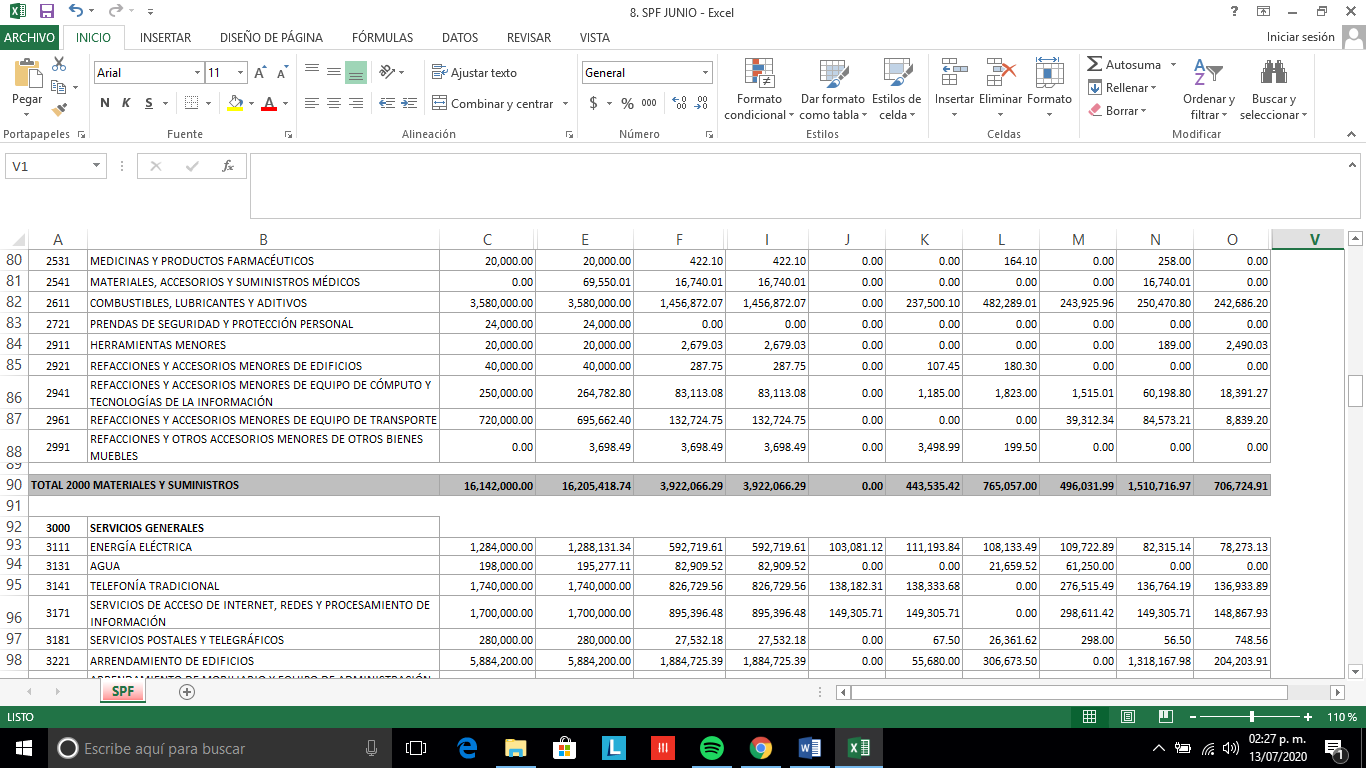 8. SPF JUNIO - Excel
ARCHIVO INICIO INSERTAR DISEÑO DE PÁGINA FÓRMULAS DATOS REVISAR VISTA Iniciar sesión
Pegar
Arial 11
N K S
Ajustar texto
Combinar y centrar
General
$ % 000
Formato condicional
Dar formato como tabla
Estilos de celda
Insertar Eliminar Formato
Autosuma
Rellenar
Borrar
Ordenar y filtrar
Buscar y seleccionar
Portapapeles Fuente Alineación Número Estilos Celdas Modificar
V1 fx
A B C E F I J K L M N O V
80 2531 MEDICINAS Y PRODUCTOS FARMACÉUTICOS 20,000.00 20,000.00 422.10 422.10 0.00 0.00 164.10 0.00 258.00 0.00
81 2541 MATERIALES, ACCESORIOS Y SUMINISTROS MÉDICOS 0.00 69,550.01 16,740.01 16,740.01 0.00 0.00 0.00 0.00 16,740.01 0.00
82 2611 COMBUSTIBLES, LUBRICANTES Y ADITIVOS 3,580,000.00 3,580,000.00 1,456,872.07 1,456,872.07 0.00 237,500.10 482,289.01 243,925.96 250,470.80 242,686.20
83 2721 PRENDAS DE SEGURIDAD Y PROTECCIÓN PERSONAL 24,000.00 24,000.00 0.00 0.00 0.00 0.00 0.00 0.00 0.00 0.00
84 2911 HERRAMIENTAS MENORES 20,000.00 20,000.00 2,679.03 2,679.03 0.00 0.00 0.00 0.00 189.00 2,490.03
85 2921 REFACCIONES Y ACCESORIOS MENORES DE EDIFICIOS 40,000.00 40,000.00 287.75 287.75 0.00 107.45 180.30 0.00 0.00 0.00
86 2941 REFACCIONES Y ACCESORIOS MENORES DE EQUIPO DE CÓMPUTO Y TECNOLOGÍAS DE LA INFORMACIÓN 250,000.00 264,782.80 83,113.08 83,113.08 0.00 1,185.00 1,823.00 1,515.01 60,198.80 18,391.27
87 2961 REFACCIONES Y ACCESORIOS MENORES DE EQUIPO DE TRANSPORTE 720,000.00 695,662.40 132,724.75 132,724.75 0.00 0.00 0.00 39,312.34 84,573.21 8,839.20
88 2991 REFACCIONES Y OTROS ACCESORIOS MENORES DE OTROS BIENES MUEBLES 0.00 3,698.49 3,698.49 3,698.49 0.00 3,498.99 199.50 0.00 0.00 0.00
89
90 TOTAL 2000 MATERIALES Y SUMINISTROS 16,142,000.00 16,205,418.74 3,922,066.29 3,922,066.29 0.00 443,535.42 765,057.00 496,031.99 1,510,716.97 706,724.91
91
92 3000 SERVICIOS GENERALES
93 3111 ENERGÍA ELÉCTRICA 1,284,000.00 1,288,131.34 592,719.61 592,719.61 103,081.12 111,193.84 108,133.49 109,722.89 82,315.14 78,273.13
94 3131 AGUA 198,000.00 195,277.11 82,909.52 82,909.52 0.00 0.00 21,659.52 61,250.00 0.00 0.00
95 3141 TELEFONÍA TRADICIONAL 1,740,000.00 1,740,000.00 826,729.56 826,729.56 138,182.31 138,333.68 0.00 276,515.49 136,764.19 136,933.89
96 3171 SERVICIOS DE ACCESO DE INTERNET, REDES Y PROCESAMIENTO DE INFORMACIÓN 1,700,000.00 1,700,000.00 895,396.48 895,396.48 149,305.71 149,305.71 0.00 298,611.42 149,305.71 148,867.93
97 3181 SERVICIOS POSTALES Y TELEGRÁFICOS 280,000.00 280,000.00 27,532.18 27,532.18 0.00 67.50 26,361.62 298.00 56.50 748.56
98 3221 ARRENDAMIENTO DE EDIFICIOS 5,884,200.00 5,884,200.00 1,884,725.39 1,884,725.39 0.00 55,680.00 306,673.50 0.00 1,318,167.98 204,203.91
SPF
LISTO 110 %
Escribe aquí para buscar
02:27 p. m.
13/07/2020